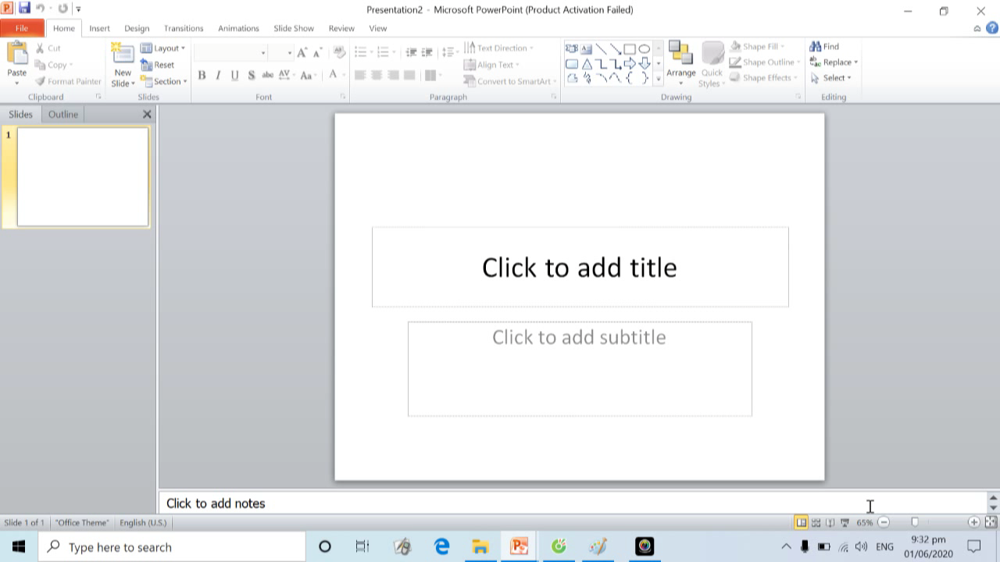 Presentation2 - Microsoft PowerPoint (Product Activation Failed)
File Home Insert Design Transitions Animations Slide Show Review View
Paste
Cut
Copy
Format Painter
Clipboard
New Slide
Layout
Reset
Section
Slides
B I U S abc AV Aa A
Font
Text Direction
Align Text
Convert to SmartArt
Paragraph
Arrange
Quick Styles
Shape Fill
Shape Outline
Shape Effects
Drawing
Find
Replace
Select
Editing
Slides Outline
1
Click to add title
Click to add subtitle
Click to add notes
Slide 1 of 1 "Office Theme" English (U.S.) 65%
Type here to search
ENG
9:32 pm
01/06/2020